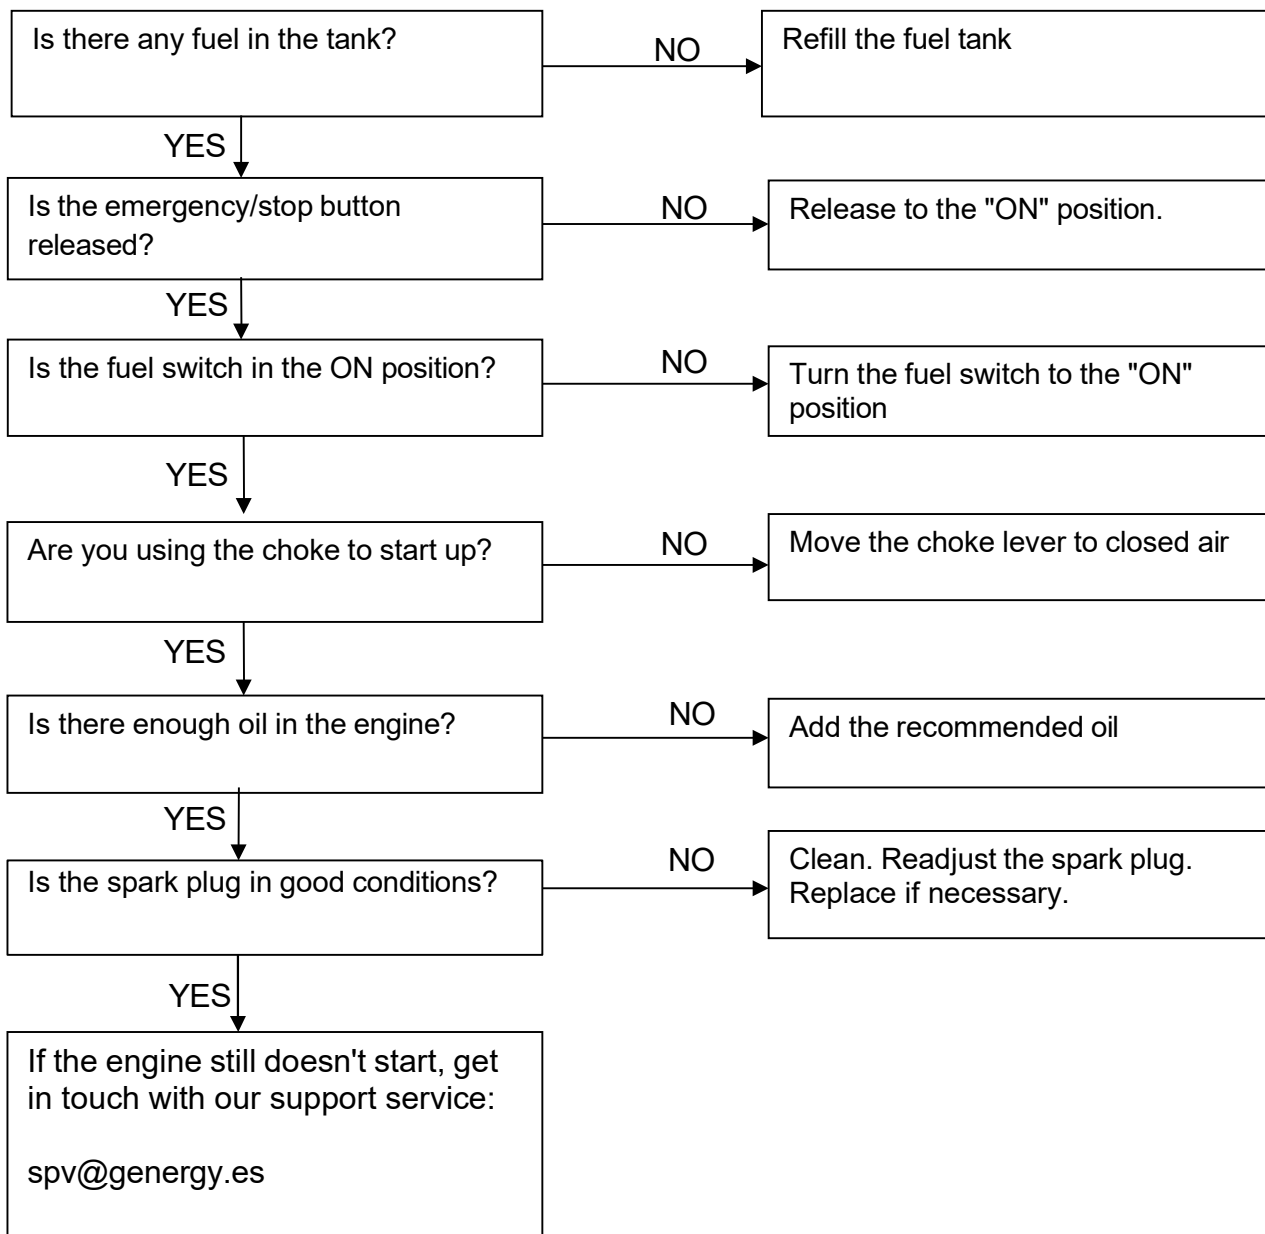 Is there any fuel in the tank?
NO
Refill the fuel tank
YES
Is the emergency/stop button
released?
NO
Release to the "ON" position.
YES
Is the fuel switch in the ON position?
NO
Turn the fuel switch to the "ON"
position
YES
Are you using the choke to start up?
NO
Move the choke lever to closed air
YES
Is there enough oil in the engine?
NO
Add the recommended oil
YES
Is the spark plug in good conditions?
NO
Clean. Readjust the spark plug.
Replace if necessary.
YES
If the engine still doesn't start, get
in touch with our support service:
spv@genergy.es